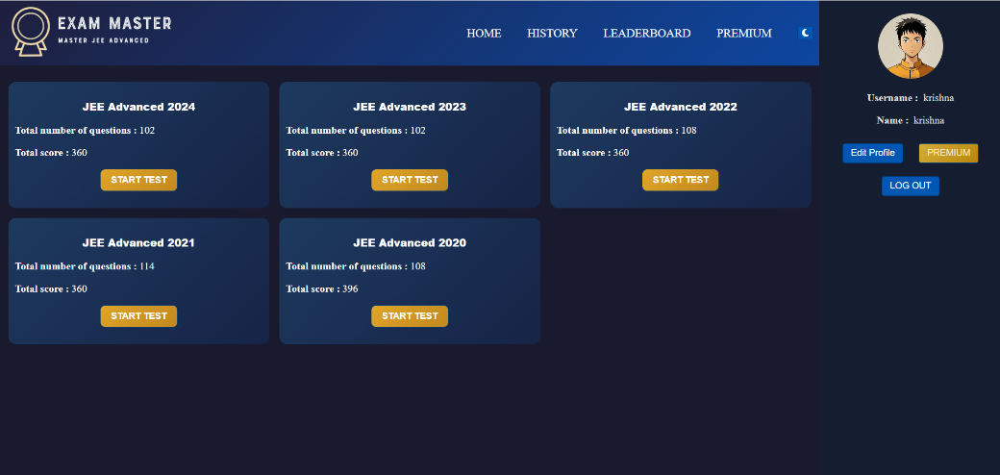 EXAM MASTER
MASTER JEE ADVANCED
HOME HISTORY LEADERBOARD PREMIUM
JEE Advanced 2024
Total number of questions : 102
Total score : 360
START TEST
JEE Advanced 2023
Total number of questions : 102
Total score : 360
START TEST
JEE Advanced 2022
Total number of questions : 108
Total score : 360
START TEST
JEE Advanced 2021
Total number of questions : 114
Total score : 360
START TEST
JEE Advanced 2020
Total number of questions : 108
Total score : 396
START TEST
Username : krishna
Name : krishna
Edit Profile PREMIUM
LOG OUT